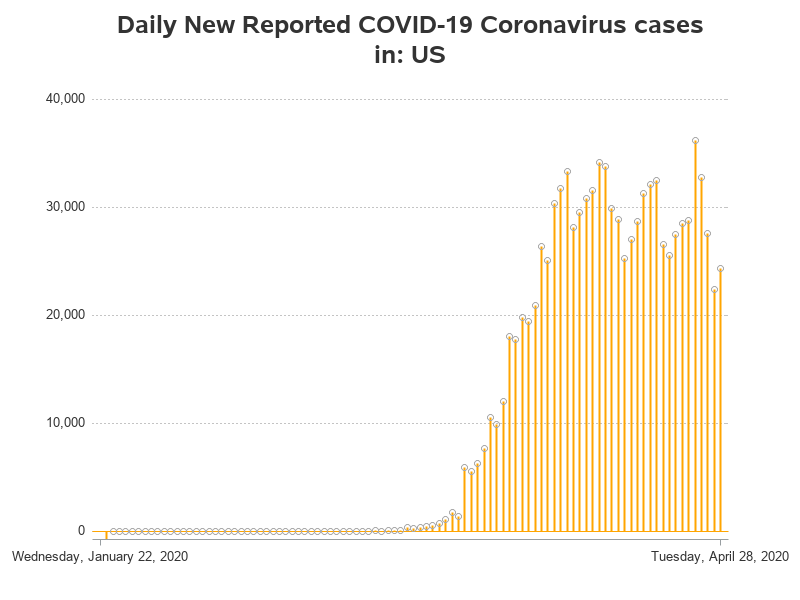 Daily New Reported COVID-19 Coronavirus cases
in: US
40,000
30,000
20,000
10,000
0
Wednesday, January 22, 2020
Tuesday, April 28, 2020